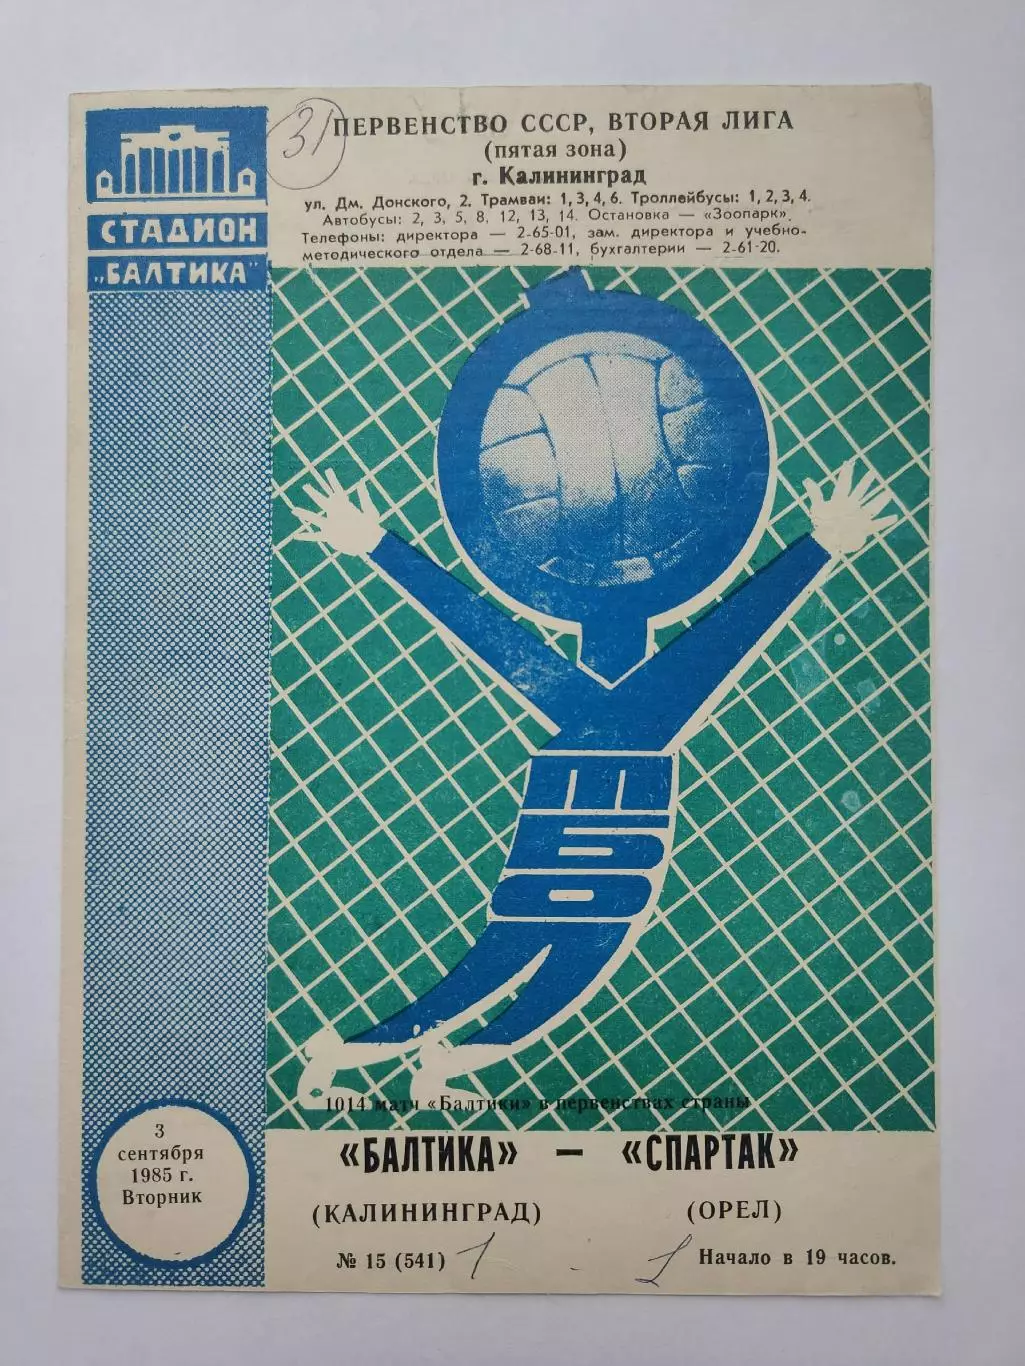 СТАДИОН
"БАЛТИКА"
31
ПЕРВЕНСТВО СССР, ВТОРАЯ ЛИГА
(ПЯТАЯ ЗОНА)
г. Калининград
ул. Дм. Донского, 2. Трамваи: 1, 3, 4, 6. Троллейбусы: 1, 2, 3, 4.
Автобусы: 2, 3, 5, 8, 12, 13, 14. Остановка — «Зоопарк».
Телефоны: директора — 2-65-01, зам. директора и учебно-
методического отдела — 2-68-11, бухгалтерии — 2-61-20.
Ф
У
Т
Б
О
Л
1014 матч «Балтики» в первенствах страны
«БАЛТИКА» — «СПАРТАК»
(КАЛИНИНГРАД) (ОРЕЛ)
№ 15 (541) 1 - 1 Начало в 19 часов.
3
сентября
1985 г.
Вторник